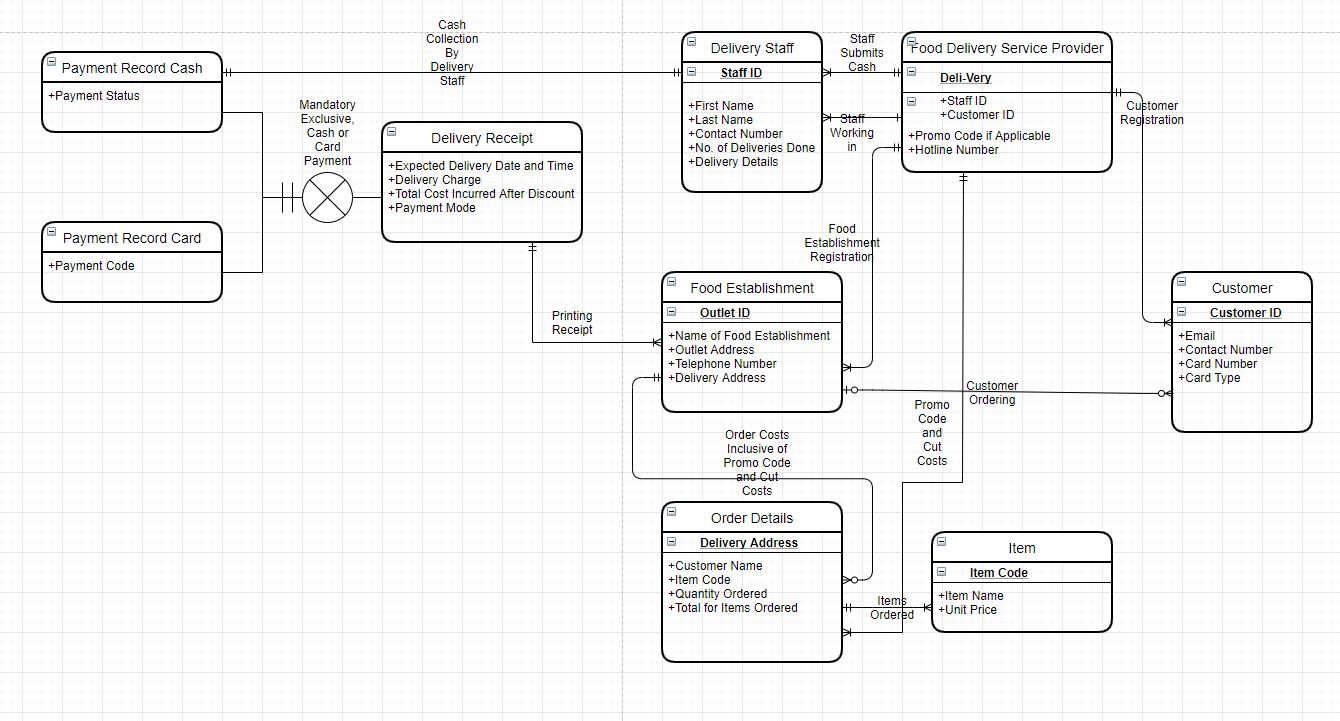 Payment Record Cash
+Payment Status
Cash
Collection
By
Delivery
Staff
Mandatory
Exclusive,
Cash or
Card
Payment
Payment Record Card
+Payment Code
Delivery Receipt
+Expected Delivery Date and Time
+Delivery Charge
+Total Cost Incurred After Discount
+Payment Mode
Printing
Receipt
Delivery Staff
Staff ID
+First Name
+Last Name
+Contact Number
+No. of Deliveries Done
+Delivery Details
Staff
Submits
Cash
Staff
Working
in
Food Delivery Service Provider
Deli-Very
+Staff ID
+Customer ID
+Promo Code if Applicable
+Hotline Number
Customer
Registration
Food
Establishment
Registration
Food Establishment
Outlet ID
+Name of Food Establishment
+Outlet Address
+Telephone Number
+Delivery Address
Customer
Ordering
Customer
Customer ID
+Email
+Contact Number
+Card Number
+Card Type
Promo
Code
and
Cut
Costs
Order Costs
Inclusive of
Promo Code
and Cut
Costs
Order Details
Delivery Address
+Customer Name
+Item Code
+Quantity Ordered
+Total for Items Ordered
Items
Ordered
Item
Item Code
+Item Name
+Unit Price